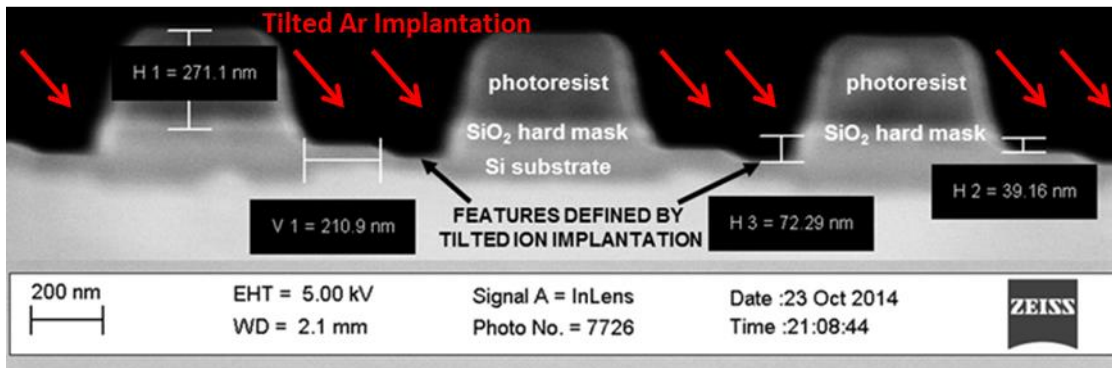 Tilted Ar Implantation
H 1 = 271.1 nm
photoresist
photoresist
SiO₂ hard mask
SiO₂ hard mask
Si substrate
H 2 = 39.16 nm
V 1 = 210.9 nm
FEATURES DEFINED BY
TILTED ION IMPLANTATION
H 3 = 72.29 nm
200 nm
EHT = 5.00 kV
Signal A = InLens
Date :23 Oct 2014
WD = 2.1 mm
Photo No. = 7726
Time :21:08:44
ZEISS